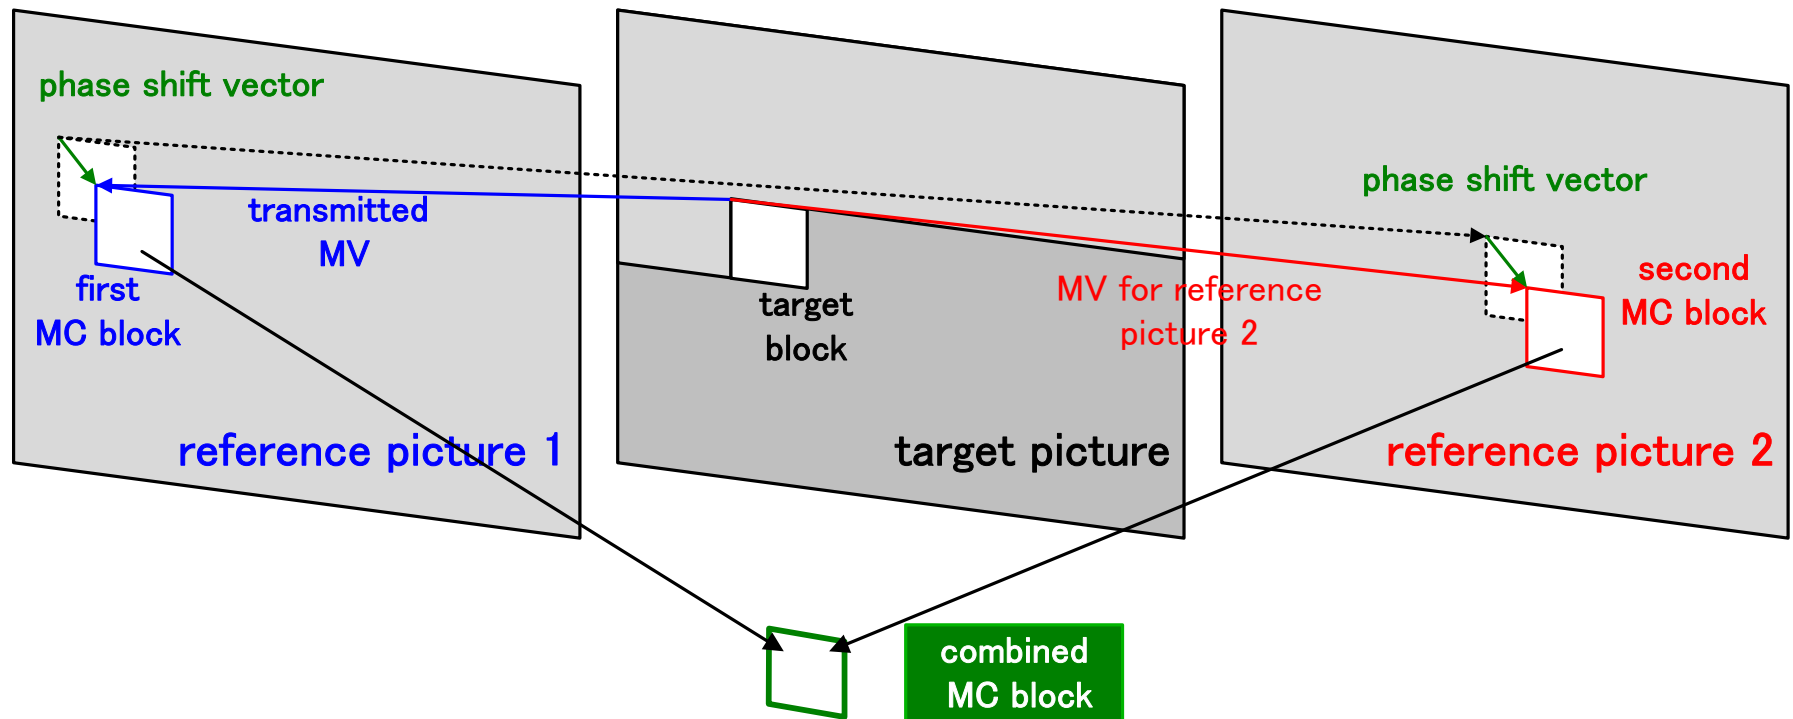 phase shift vector
transmitted
MV
first
MC block
reference picture 1
target
block
MV for reference
picture 2
target picture
phase shift vector
second
MC block
reference picture 2
combined
MC block